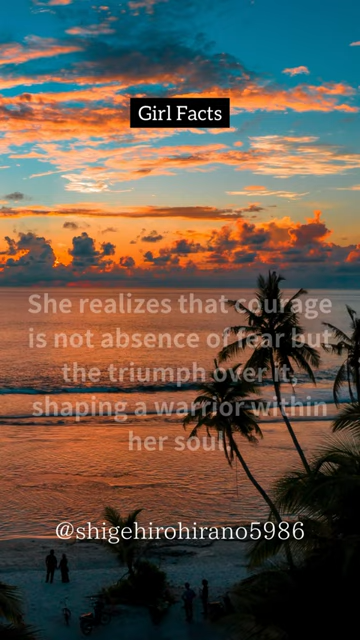 Girl Facts
She realizes that courage
is not absence of fear but
the triumph over it,
shaping a warrior within
her soul.
@shigehirohirano5986